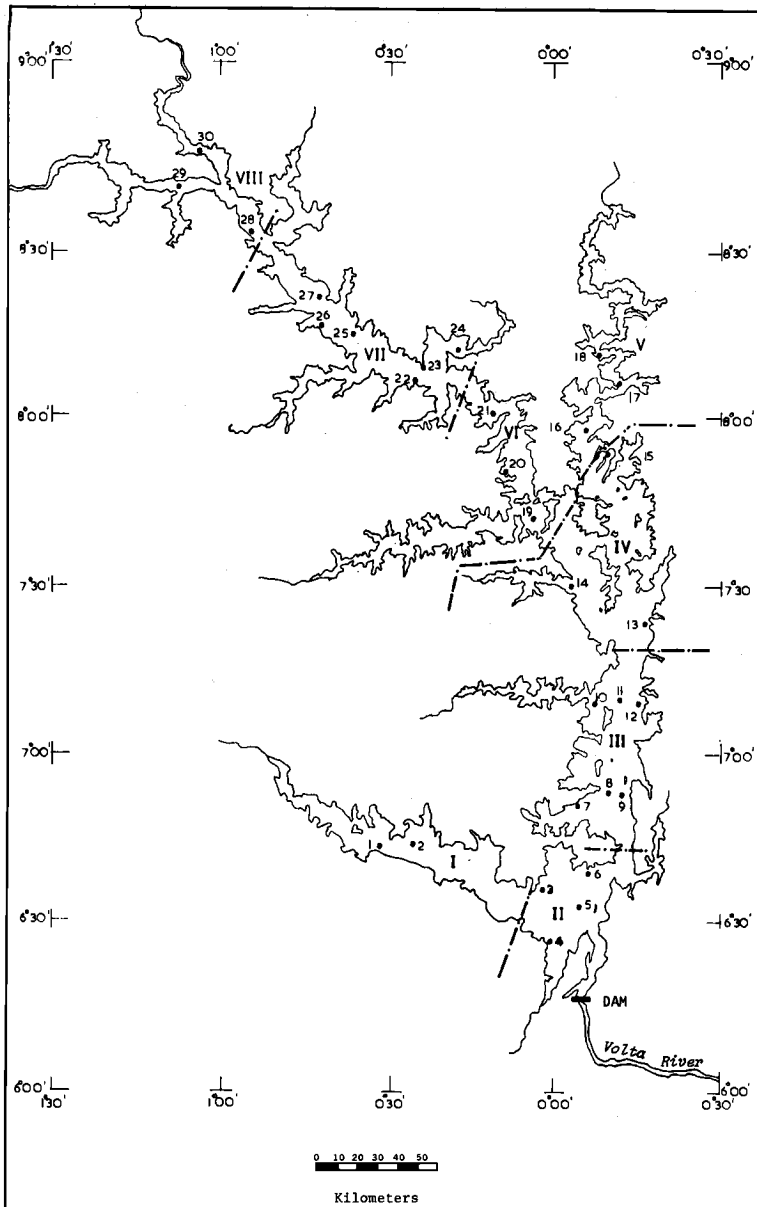 1°30' 1°00' 0°30' 0°00' 0°30'
9°00' 9°00'
30
29 VIII
28
8°30' 8°30'
27
26
25
24
VII
23
22
V
18
17
21
8°00' 8°00'
16
VI
15
20
19
IV
14
7°30' 7°30'
13
11
10
12
III
7°00' 7°00'
8
7 9
1 2
I
6
3
6°30' 6°30'
II 5
4
DAM
Volta River
6°00' 6°00'
1°30' 1°00' 0°30' 0°00' 0°30'
0 10 20 30 40 50
Kilometers